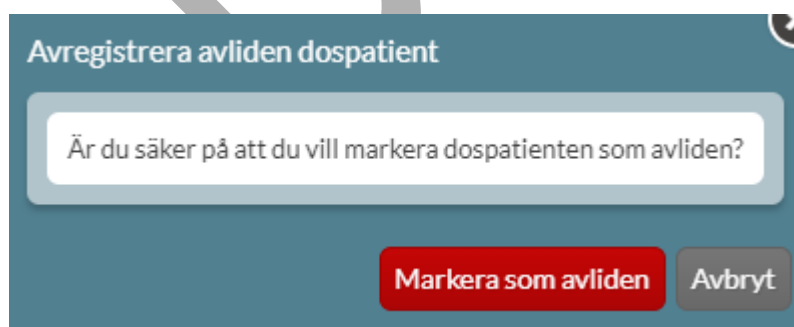 Avregistrera avliden dospatient
Är du säker på att du vill markera dospatienten som avliden?
Markera som avliden Avbryt